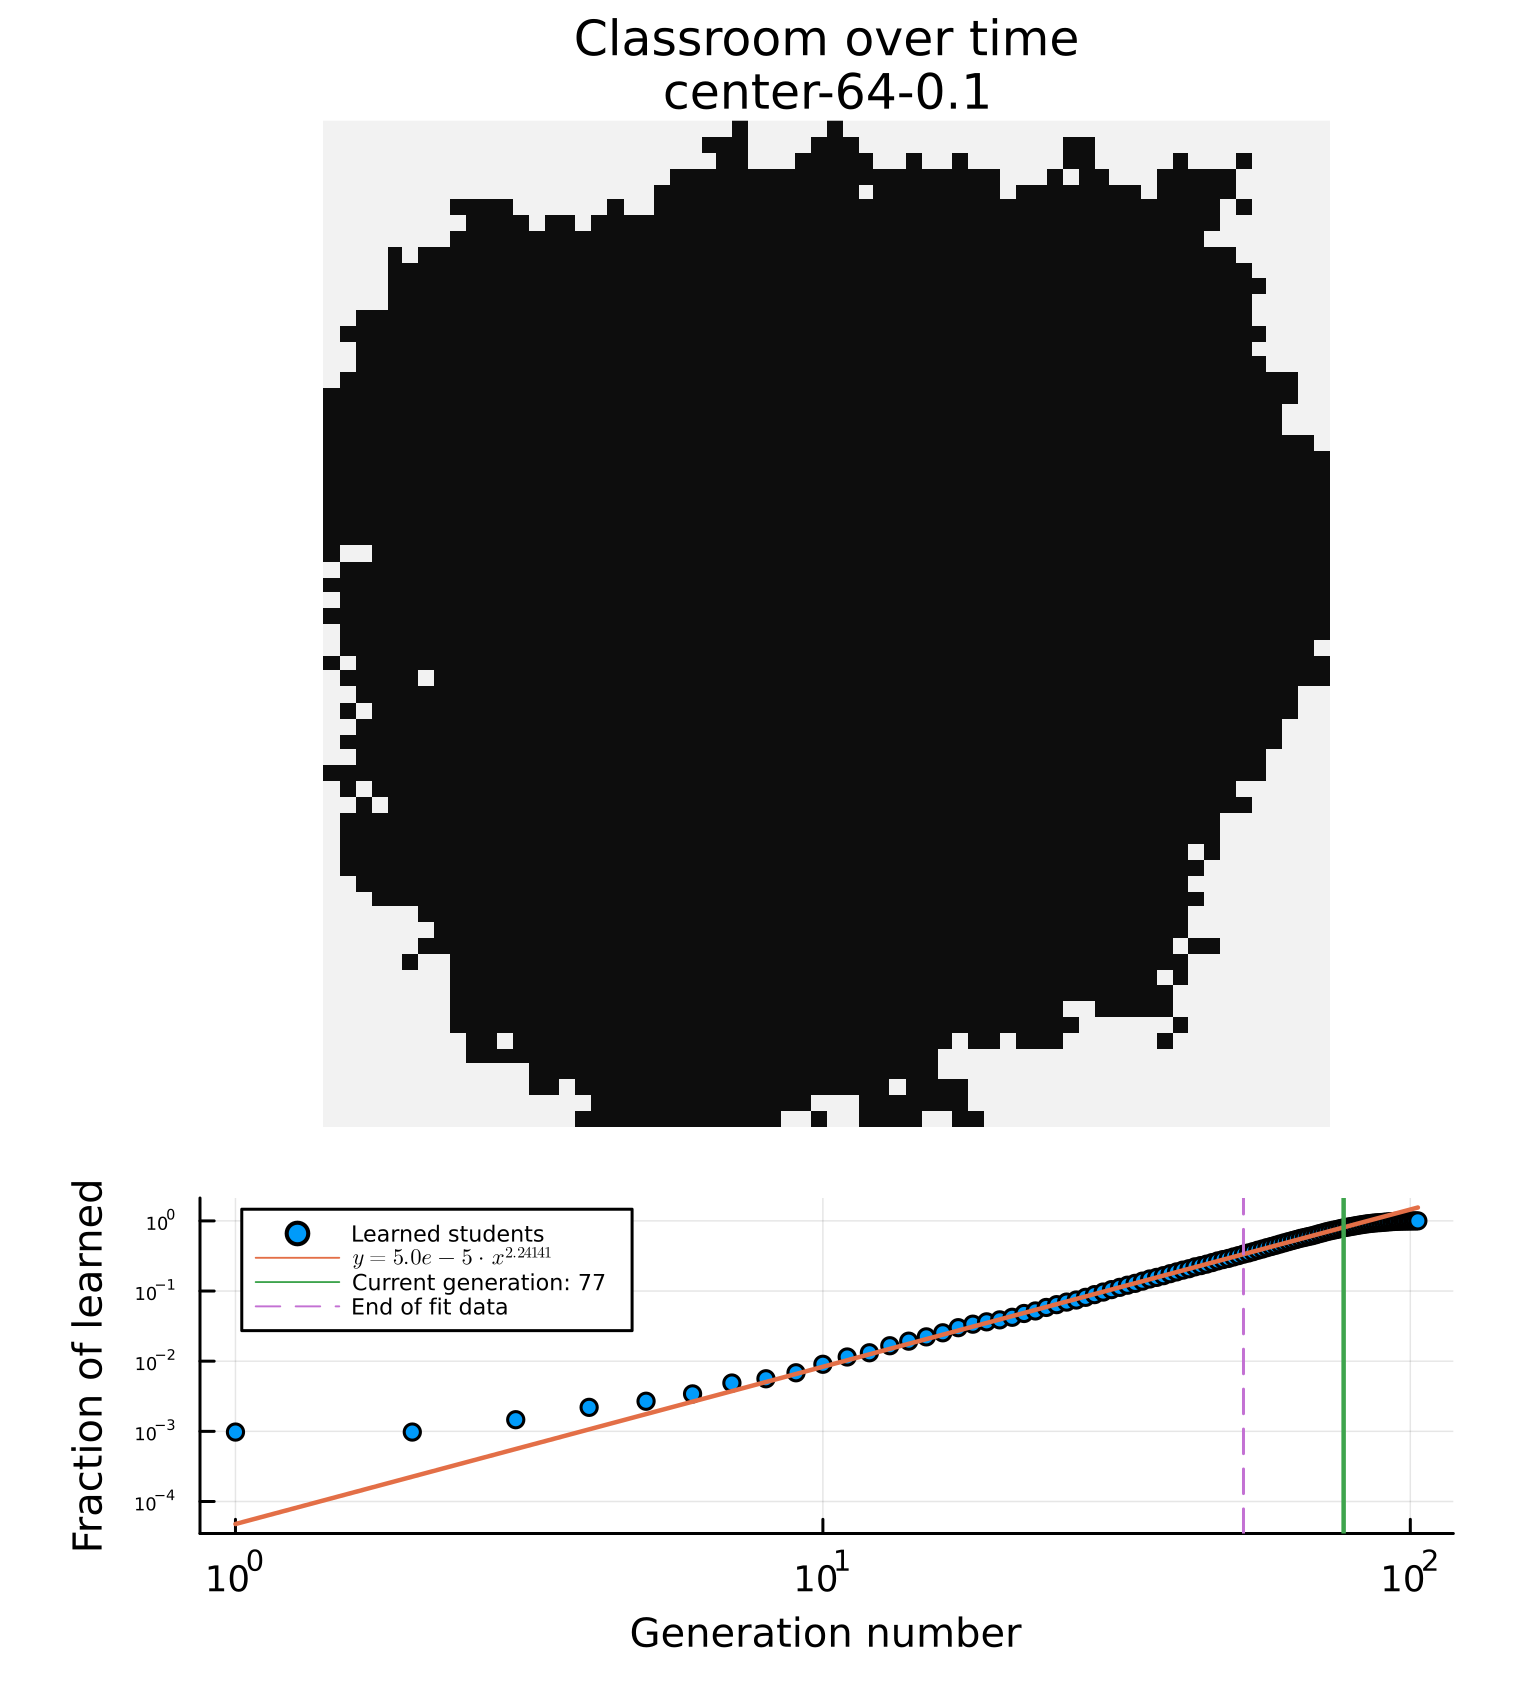 Classroom over time
center-64-0.1
Fraction of learned
10^0
10^-1
10^-2
10^-3
10^-4
Learned students
y = 5.0e − 5 · x^2.24141
Current generation: 77
End of fit data
10^0 10^1 10^2
Generation number